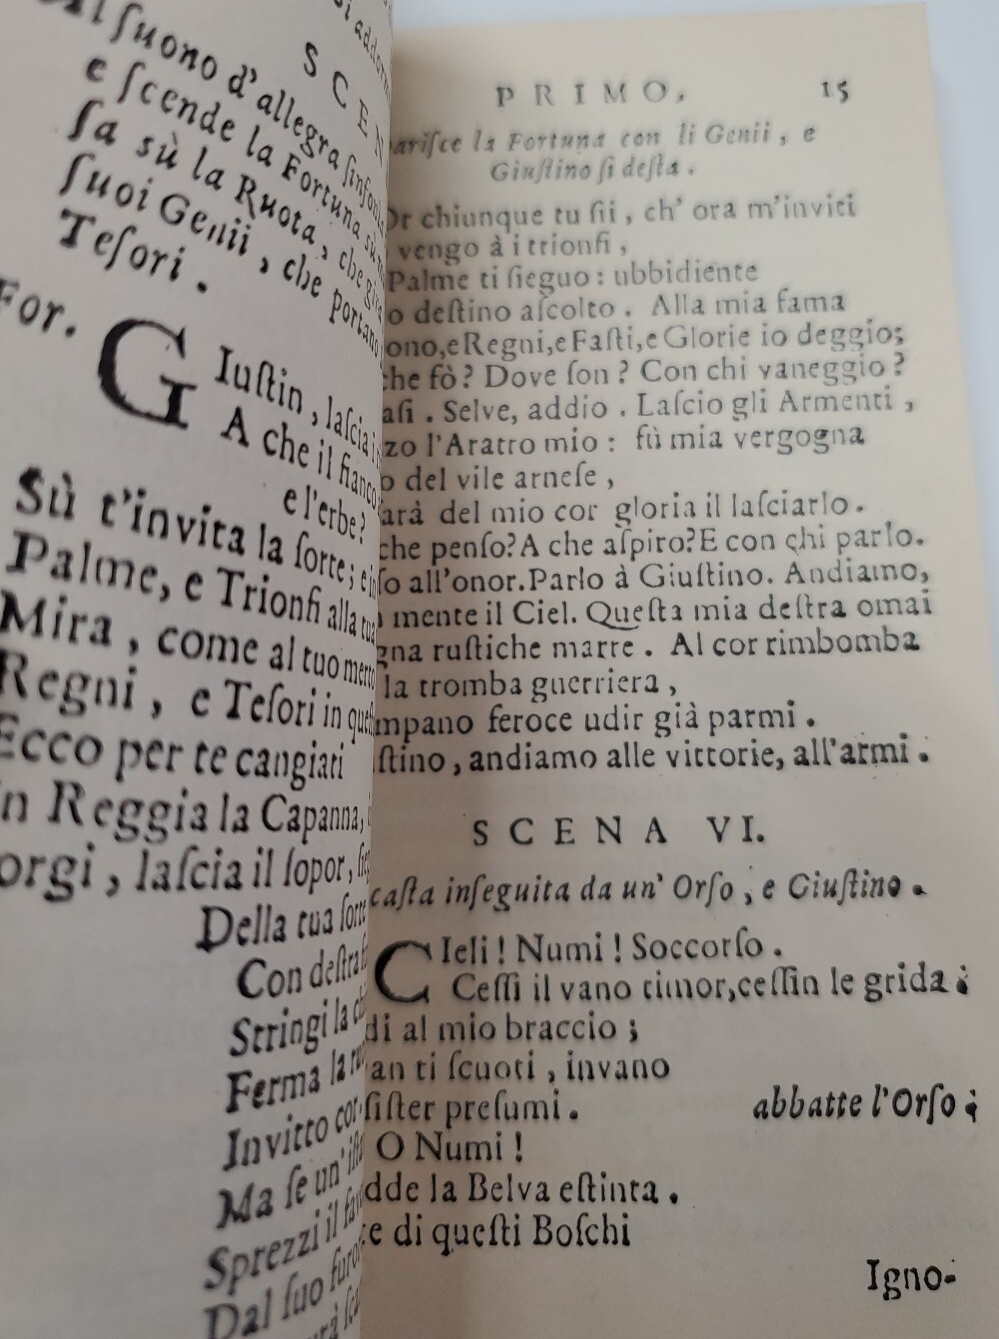 SCEN
ſuono d'allegra ſinfonia
e ſcende la Fortuna sù
ſa sù la Ruota, che
ſuoi Genii, che portano
Teſori.
For. GIuſtin, laſcia
A che il fianco
e l'erbe?
Sù t'invita la ſorte; e
Palme, e Trionfi alla tua
Mira, come al tuo merto
Regni, e Teſori in
Ecco per te cangiati
In Reggia la Capanna,
orgi, laſcia il ſopor,
Della tua ſorte
Con deſtra
Stringi la
Ferma la
Invitto cor
Ma ſe un'
Sprezzi il
Dal ſuo furor
PRIMO, 15
ariſce la Fortuna con li Genii, e
Giuſtino ſi deſta.
Or chiunque tu ſii, ch' ora m'inviti
vengo à i trionfi,
Palme ti ſieguo: ubbidiente
o deſtino aſcolto. Alla mia fama
ono, e Regni, e Faſti, e Glorie io deggio;
che fò? Dove ſon? Con chi vaneggio?
aſi. Selve, addio. Laſcio gli Armenti,
zo l'Aratro mio: fù mia vergogna
o del vile arneſe,
arà del mio cor gloria il laſciarlo.
che penſo? A che aſpiro? E con chi parlo.
ſo all'onor. Parlo à Giuſtino. Andiamo,
mente il Ciel. Queſta mia deſtra omai
gna ruſtiche marre. Al cor rimbomba
la tromba guerriera,
mpano feroce udir già parmi.
ſtino, andiamo alle vittorie, all'armi.
SCENA VI.
caſta inſeguita da un' Orſo, e Giuſtino.
CIeli! Numi! Soccorſo.
Ceſſi il vano timor, ceſſin le grida;
di al mio braccio;
an ti ſcuoti, invano
ſiſter preſumi. abbatte l'Orſo;
O Numi!
dde la Belva eſtinta.
e di queſti Boſchi
Igno-